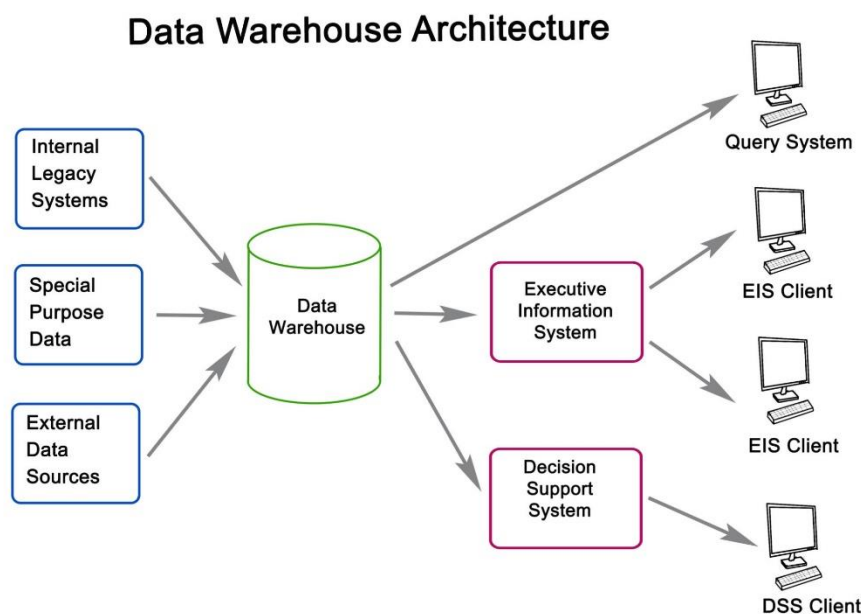 Data Warehouse Architecture
Internal
Legacy
Systems
Special
Purpose
Data
External
Data
Sources
Data
Warehouse
Executive
Information
System
Decision
Support
System
Query System
EIS Client
EIS Client
DSS Client